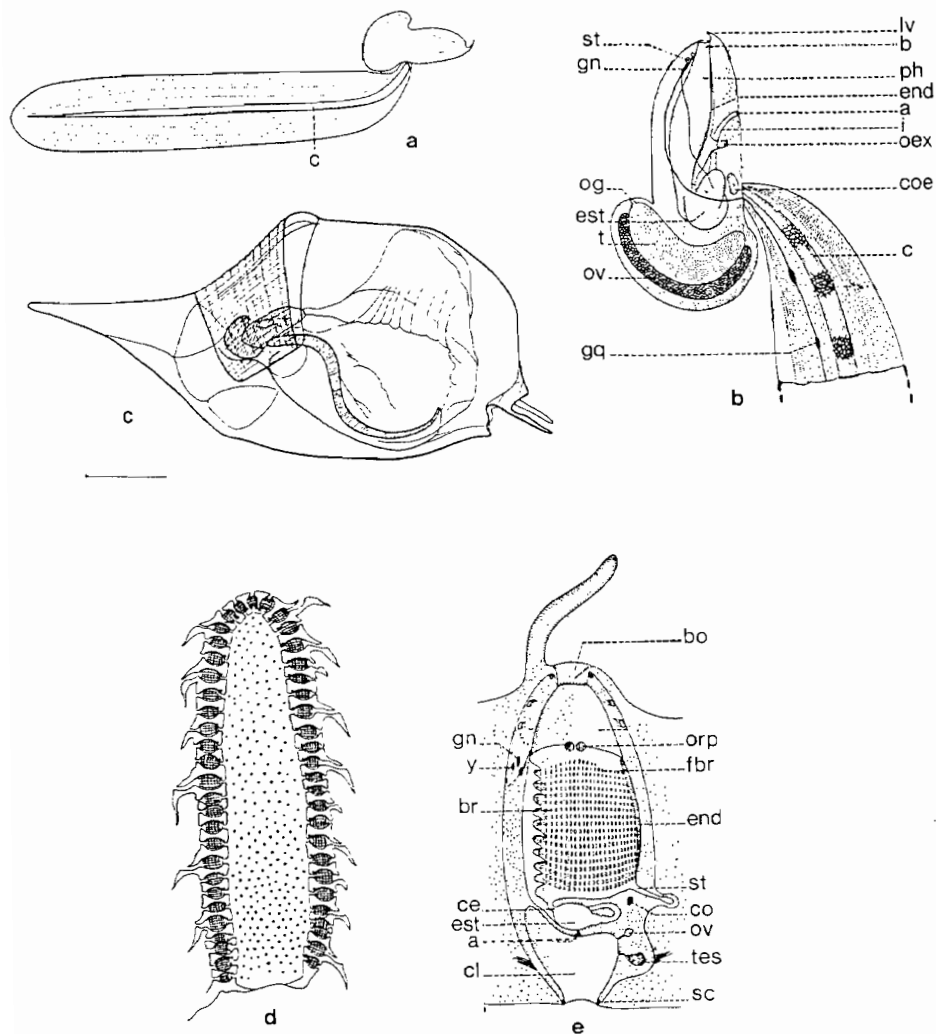 c
a
st
gn
og
est
t
ov
gq
lv
b
ph
end
a
i
oex
coe
c
b
c
d
gn
y
br
ce
est
a
cl
bo
orp
fbr
end
st
co
ov
tes
sc
e